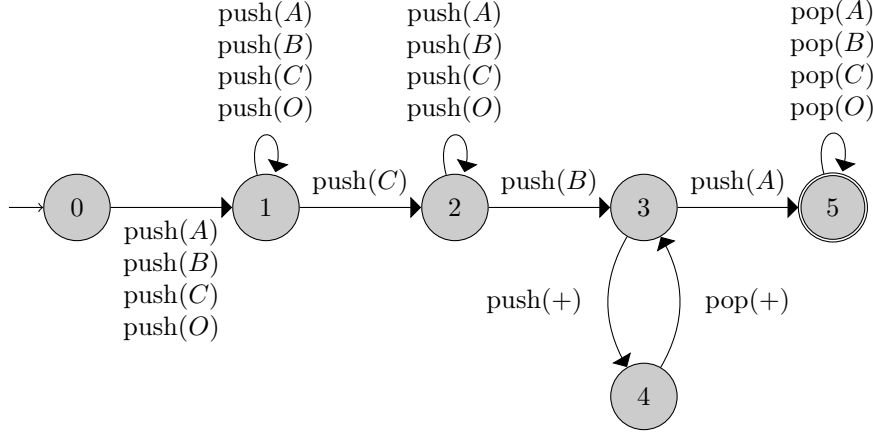 push(A)
push(B)
push(C)
push(O)
push(A)
push(B)
push(C)
push(O)
pop(A)
pop(B)
pop(C)
pop(O)
0
1
push(C)
2
push(B)
3
push(A)
5
push(A)
push(B)
push(C)
push(O)
push(+)
pop(+)
4